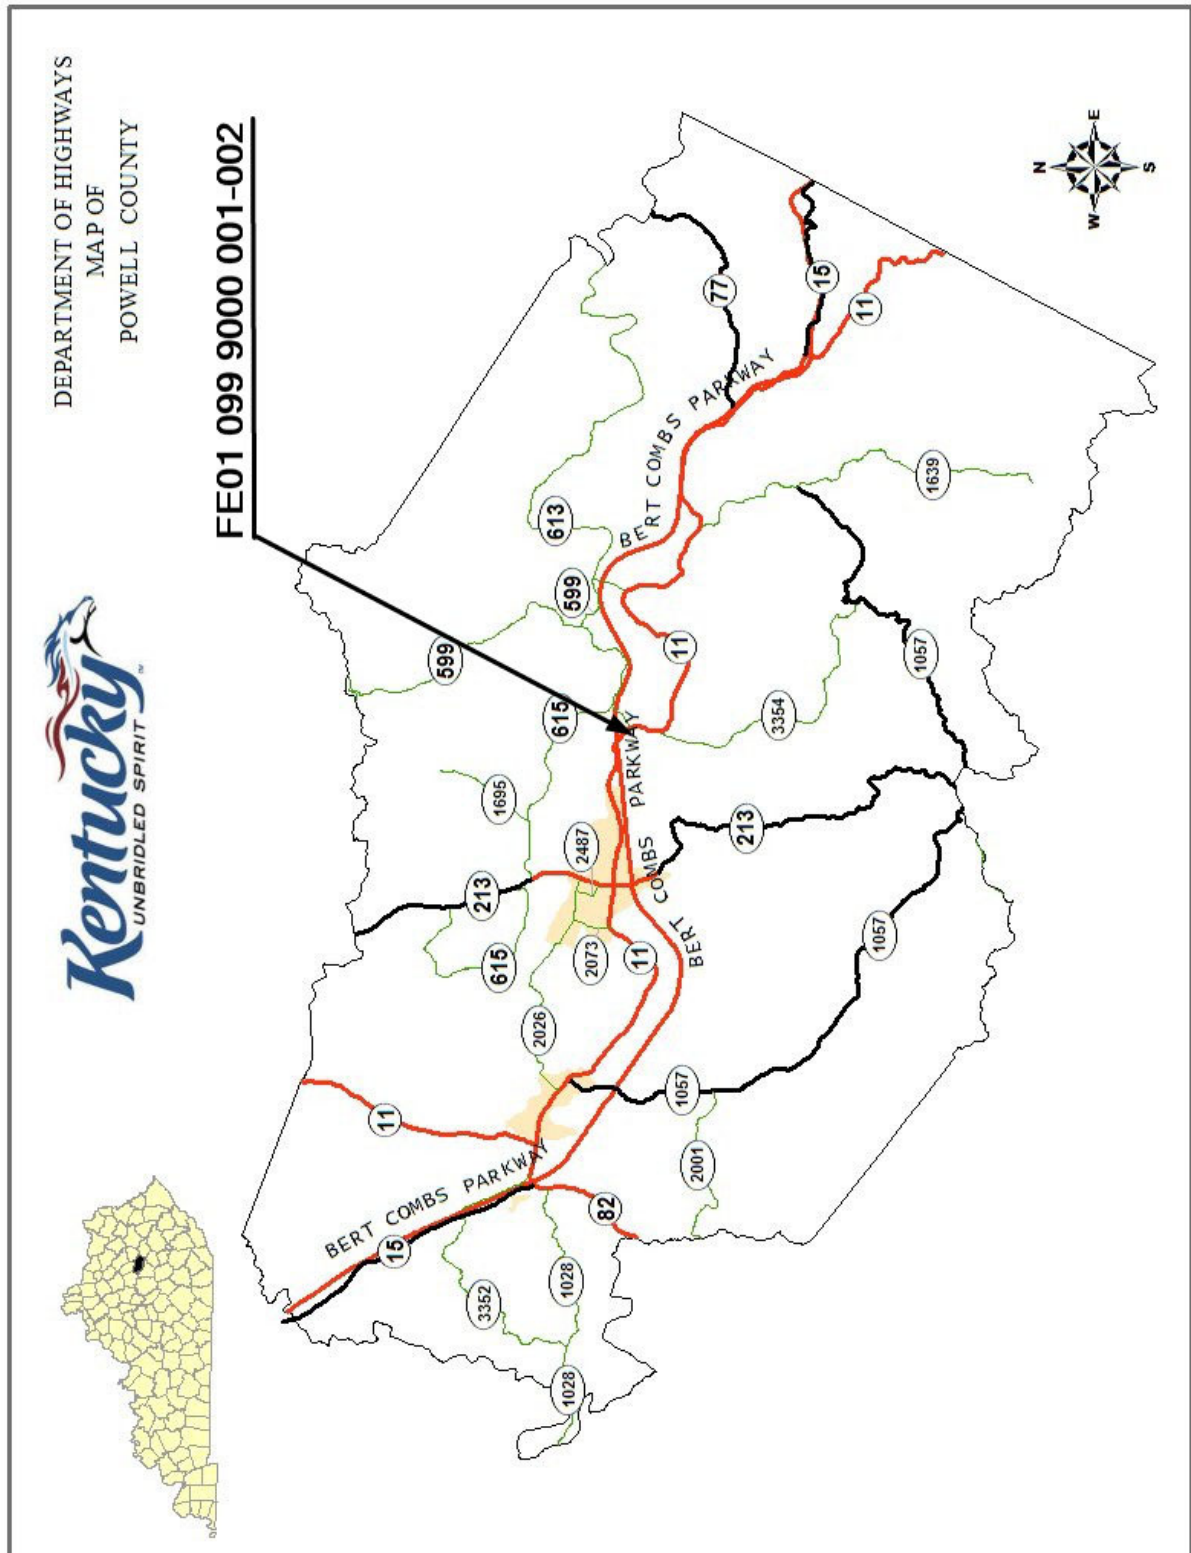 DEPARTMENT OF HIGHWAYS
MAP OF
POWELL COUNTY
FE01 099 9000 001-002
Kentucky
UNBRIDLED SPIRIT
TM
N
W
E
S
BERT COMBS PARKWAY
BERT COMBS PARKWAY
BERT COMBS PARKWAY
15
11
82
3352
1028
1028
2001
1057
2026
2073
11
615
213
2487
1695
615
213
1057
599
599
613
11
3354
1057
1639
77
15
11